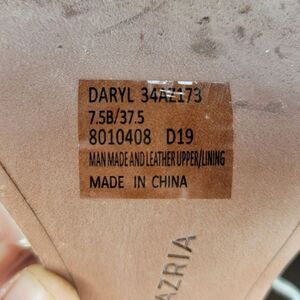 DARYL 34AZ173
7.5B/37.5
8010408 D19
MAN MADE AND LEATHER UPPER/LINING
MADE IN CHINA
AZRIA